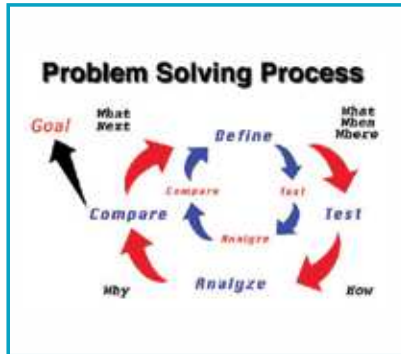 Problem Solving Process
Goal
What
Next
Define
What
When
Where
Compare
Test
Compare
Test
Analyze
Analyze
Why
How